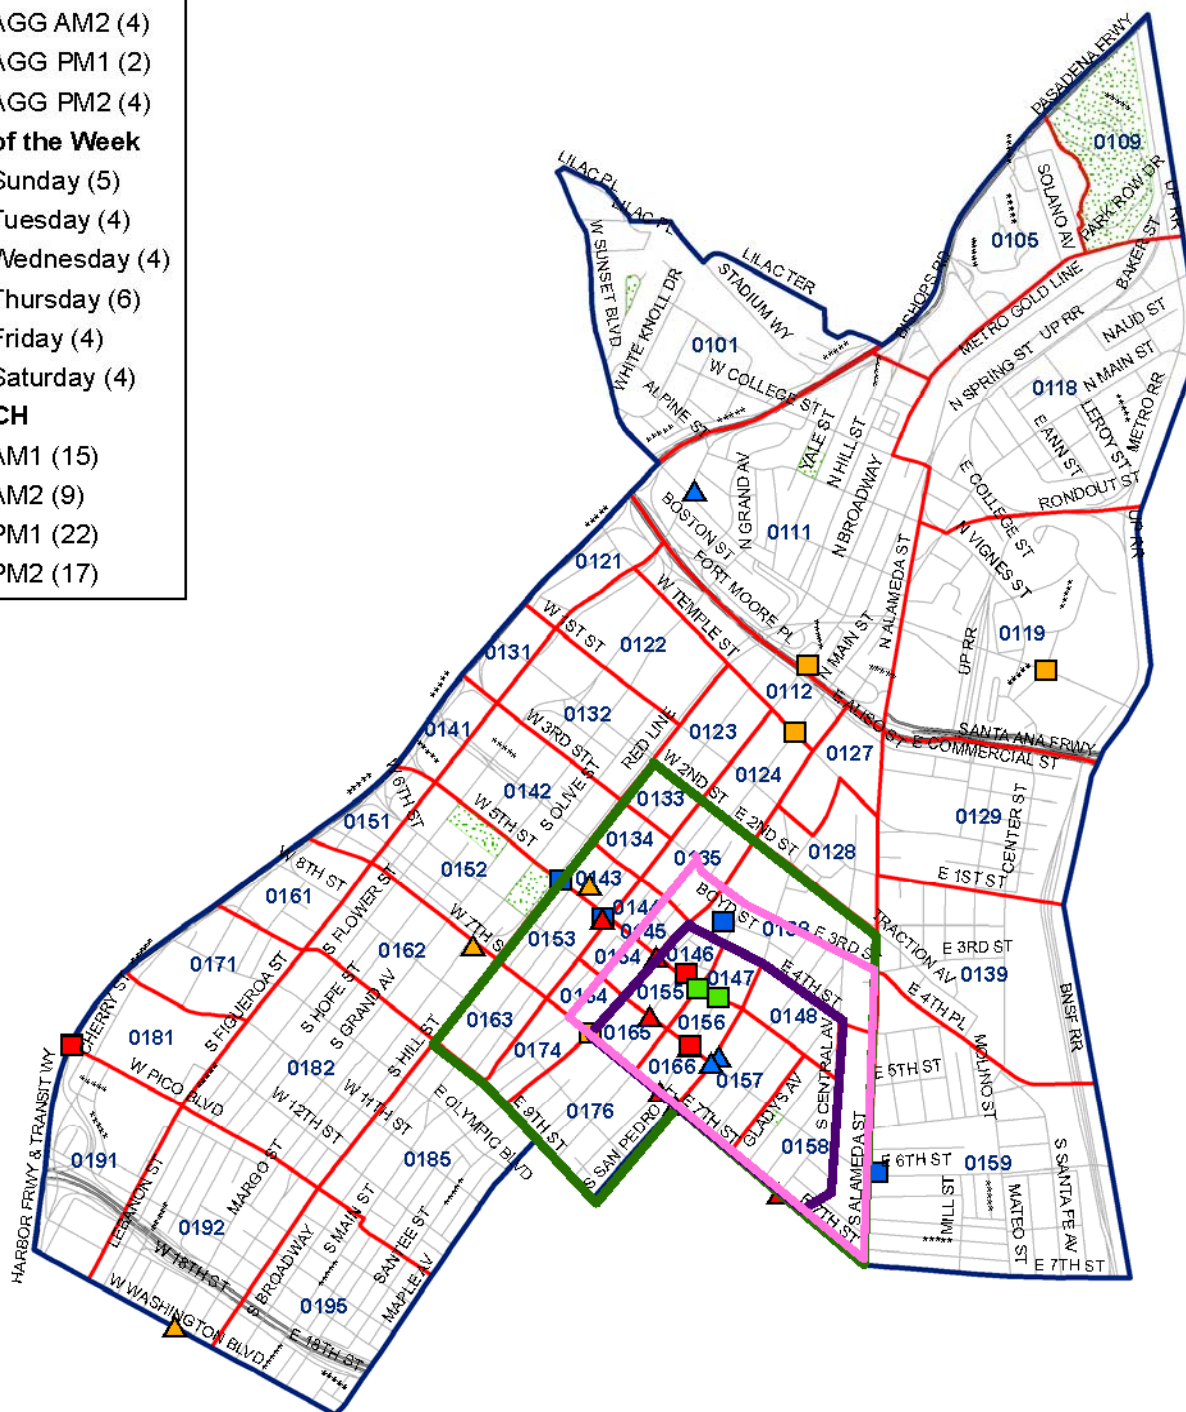 AGG AM2 (4)
AGG PM1 (2)
AGG PM2 (4)
of the Week
Sunday (5)
Tuesday (4)
Wednesday (4)
Thursday (6)
Friday (4)
Saturday (4)
CH
AM1 (15)
AM2 (9)
PM1 (22)
PM2 (17)
PASADENA FRWY
*****
0109
SOLANO AV
PARK ROW DR
UP RR
*****
*****
*****
0105
BAKER ST
LILAC PL
LILAC PL
LILAC TER
W SUNSET BLVD
STADIUM WY
WHITE KNOLL DR
BISHOPS RD
METRO GOLD LINE
UP RR
NAUD ST
N SPRING ST
N MAIN ST
0101
*****
*****
W COLLEGE ST
0118
METRO RR
*****
LEROY ST
E ANN ST
ALPINE ST
*****
*****
YALE ST
N HILL ST
N BROADWAY
N GRAND AV
E COLLEGE ST
RONDOUT ST
UP RR
BOSTON ST
0111
N VIGNES ST
*****
0121
FORT MOORE PL
N ALAMEDA ST
*****
W TEMPLE ST
W 1ST ST
0122
*****
N MAIN ST
*****
UP RR
0119
*****
0131
*****
0112
E ALISO ST
SANTA ANA FRWY
E COMMERCIAL ST
0132
0123
0127
0141
*****
W 3RD ST
*****
RED LINE
W 2ND ST
0124
0142
S OLIVE ST
0133
E 2ND ST
0129
CENTER ST
*****
W 6TH ST
W 5TH ST
0151
0134
0135
0128
W 8TH ST
0152
0143
E 1ST ST
0161
S FLOWER ST
BOYD ST
0144
0145
0138
E 3RD ST
TRACTION AV
E 3RD ST
W 7TH S
0153
0162
0154
0146
0147
E 4TH ST
0139
E 4TH PL
*****
0171
S FIGUEROA ST
S HOPE ST
S GRAND AV
0164
0155
0148
BNSF RR
CHERRY ST
0163
0165
0156
0181
0174
0166
0157
S CENTRAL AV
E 5TH ST
MOLINO ST
HARBOR FRWY & TRANSIT WY
W PICO BLVD
S HILL ST
0182
*****
*****
W 11TH ST
W 12TH ST
E OLYMPIC BLVD
E 9TH ST
0176
S SAN PEDRO
E 7TH ST
GLADYS AV
0158
S ALAMEDA ST
E 6TH ST
0159
*****
0191
LEBANON ST
MARGO ST
0185
*****
*****
E 7TH ST
MILL ST
*****
*****
MATEO ST
S SANTA FE AV
E 7TH ST
0192
W 18TH ST
S BROADWAY
S MAIN ST
SANTEE ST
MAPLE AV
*****
W WASHINGTON BLVD
0195
E 18TH ST
*****
*****